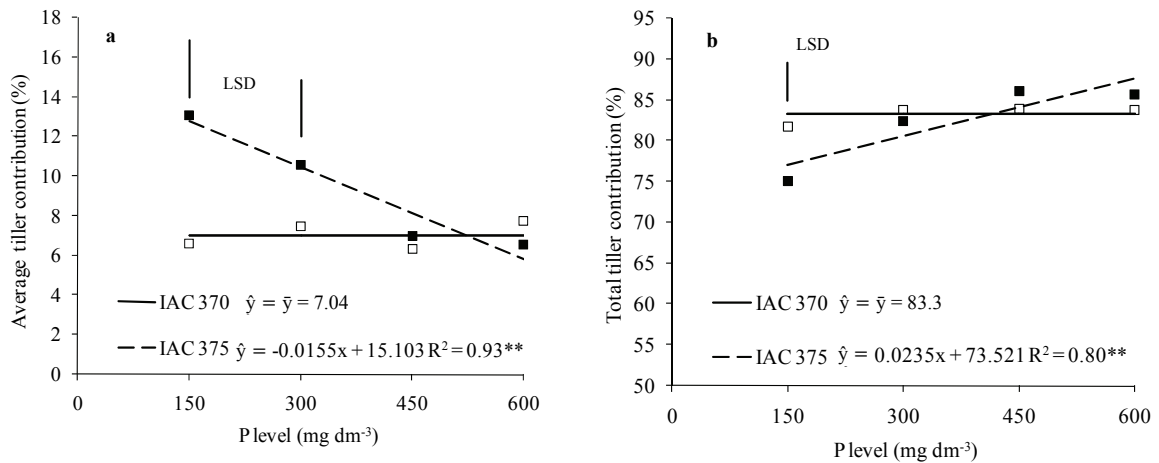 a
LSD
18
16
14
12
10
8
6
4
2
0
Average tiller contribution (%)
IAC 370 ŷ = ȳ = 7.04
IAC 375 ŷ = -0.0155x + 15.103 R² = 0.93**
0 150 300 450 600
P level (mg dm-³)
b
LSD
95
90
85
80
75
70
65
60
55
50
Total tiller contribution (%)
IAC 370 ŷ = ȳ = 83.3
IAC 375 ŷ = 0.0235x + 73.521 R² = 0.80**
0 150 300 450 600
P level (mg dm-³)